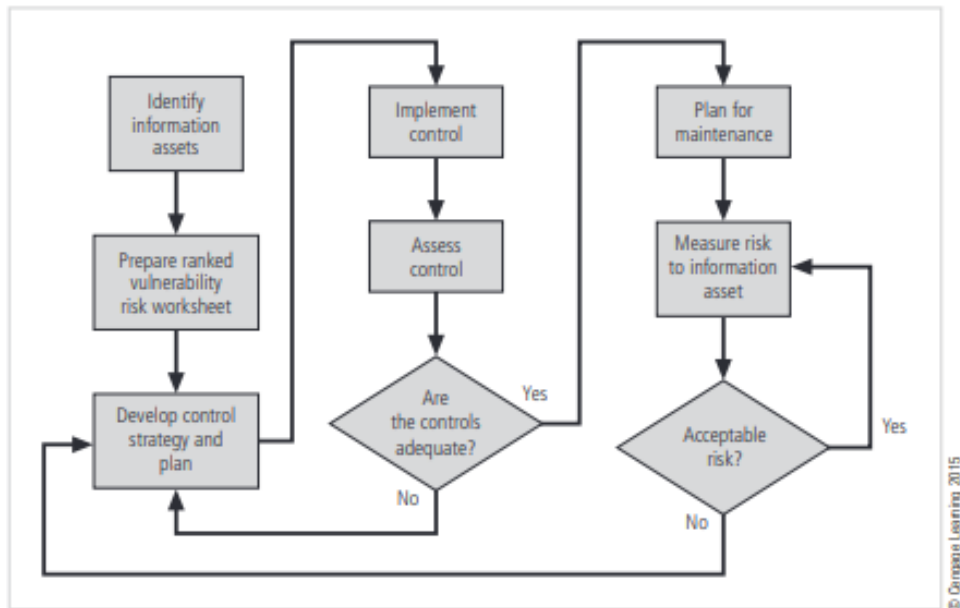 Identify
information
assets
Prepare ranked
vulnerability
risk worksheet
Develop control
strategy and
plan
Implement
control
Assess
control
Are
the controls
adequate?
Yes
No
Plan for
maintenance
Measure risk
to information
asset
Acceptable
risk?
Yes
No
© Cengage Learning 2015